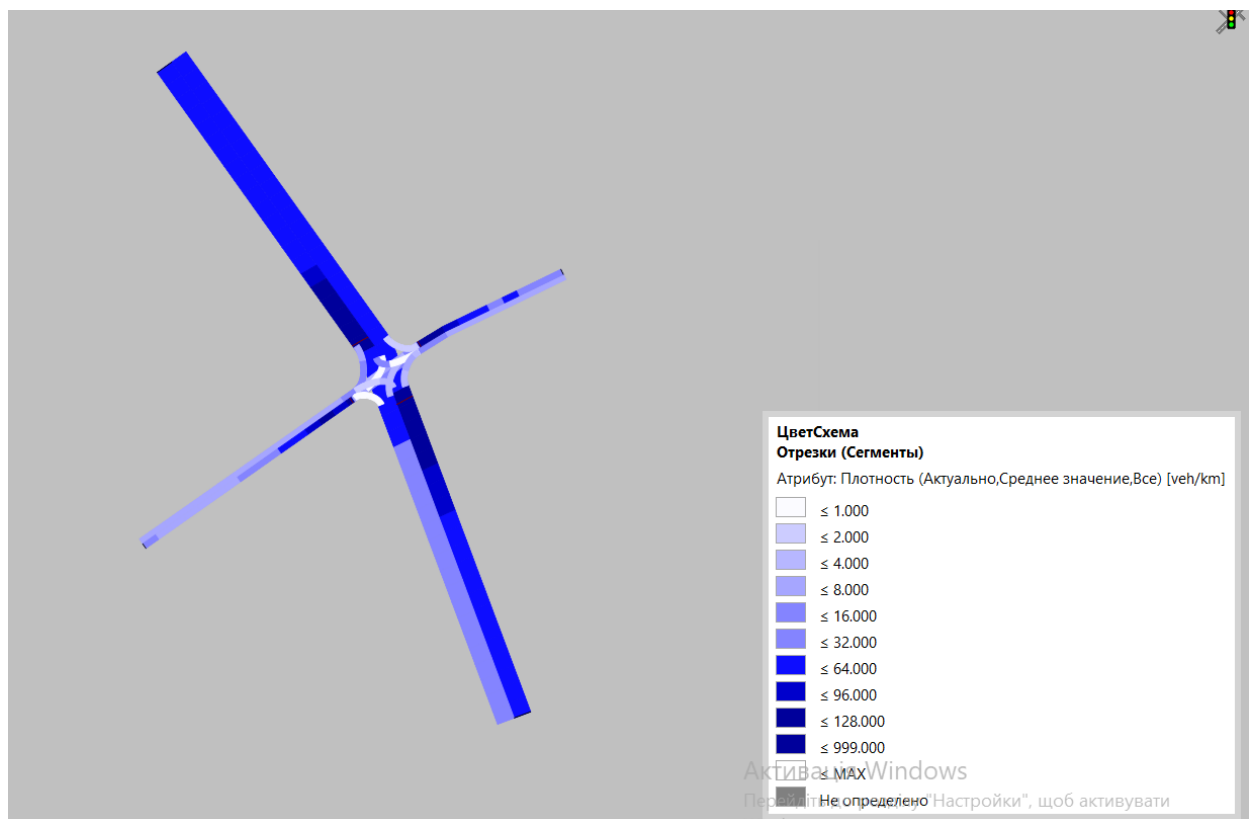 ЦветСхема
Отрезки (Сегменты)
Атрибут: Плотность (Актуально,Среднее значение,Все) [veh/km]
≤ 1.000
≤ 2.000
≤ 4.000
≤ 8.000
≤ 16.000
≤ 32.000
≤ 64.000
≤ 96.000
≤ 128.000
≤ 999.000
≤ MAX
Активація Windows
Не определено
"Настройки", щоб активувати